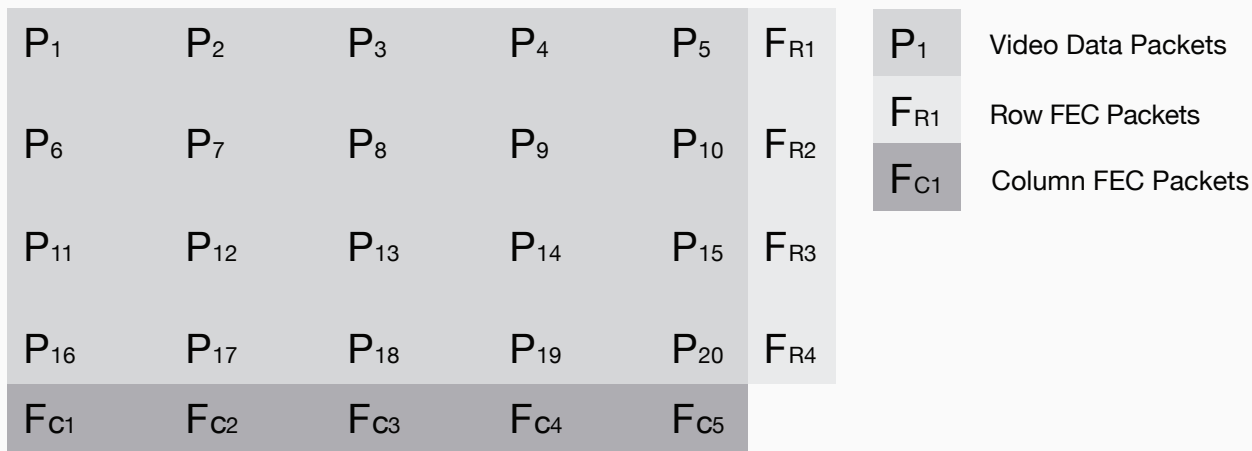 P1 P2 P3 P4 P5 FR1
P6 P7 P8 P9 P10 FR2
P11 P12 P13 P14 P15 FR3
P16 P17 P18 P19 P20 FR4
FC1 FC2 FC3 FC4 FC5
P1 Video Data Packets
FR1 Row FEC Packets
FC1 Column FEC Packets